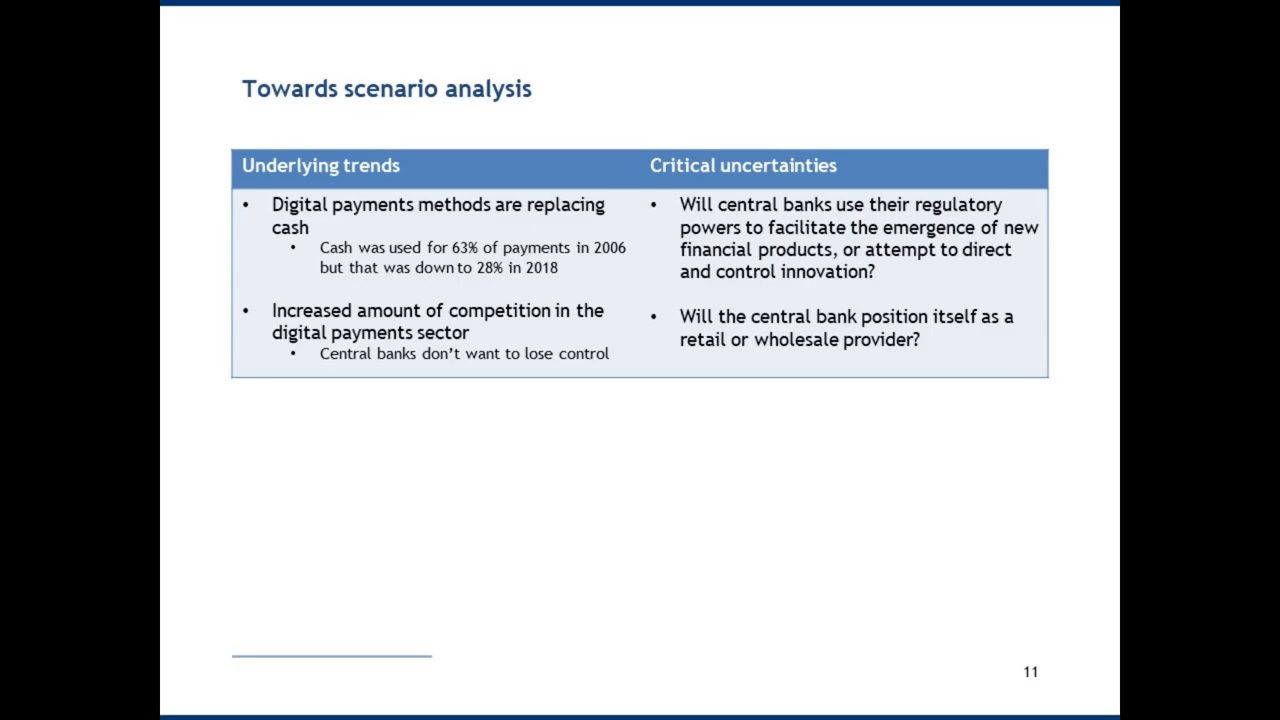 Towards scenario analysis
Underlying trends
• Digital payments methods are replacing
cash
• Cash was used for 63% of payments in 2006
but that was down to 28% in 2018
• Increased amount of competition in the
digital payments sector
• Central banks don't want to lose control
Critical uncertainties
• Will central banks use their regulatory
powers to facilitate the emergence of new
financial products, or attempt to direct
and control innovation?
• Will the central bank position itself as a
retail or wholesale provider?
11